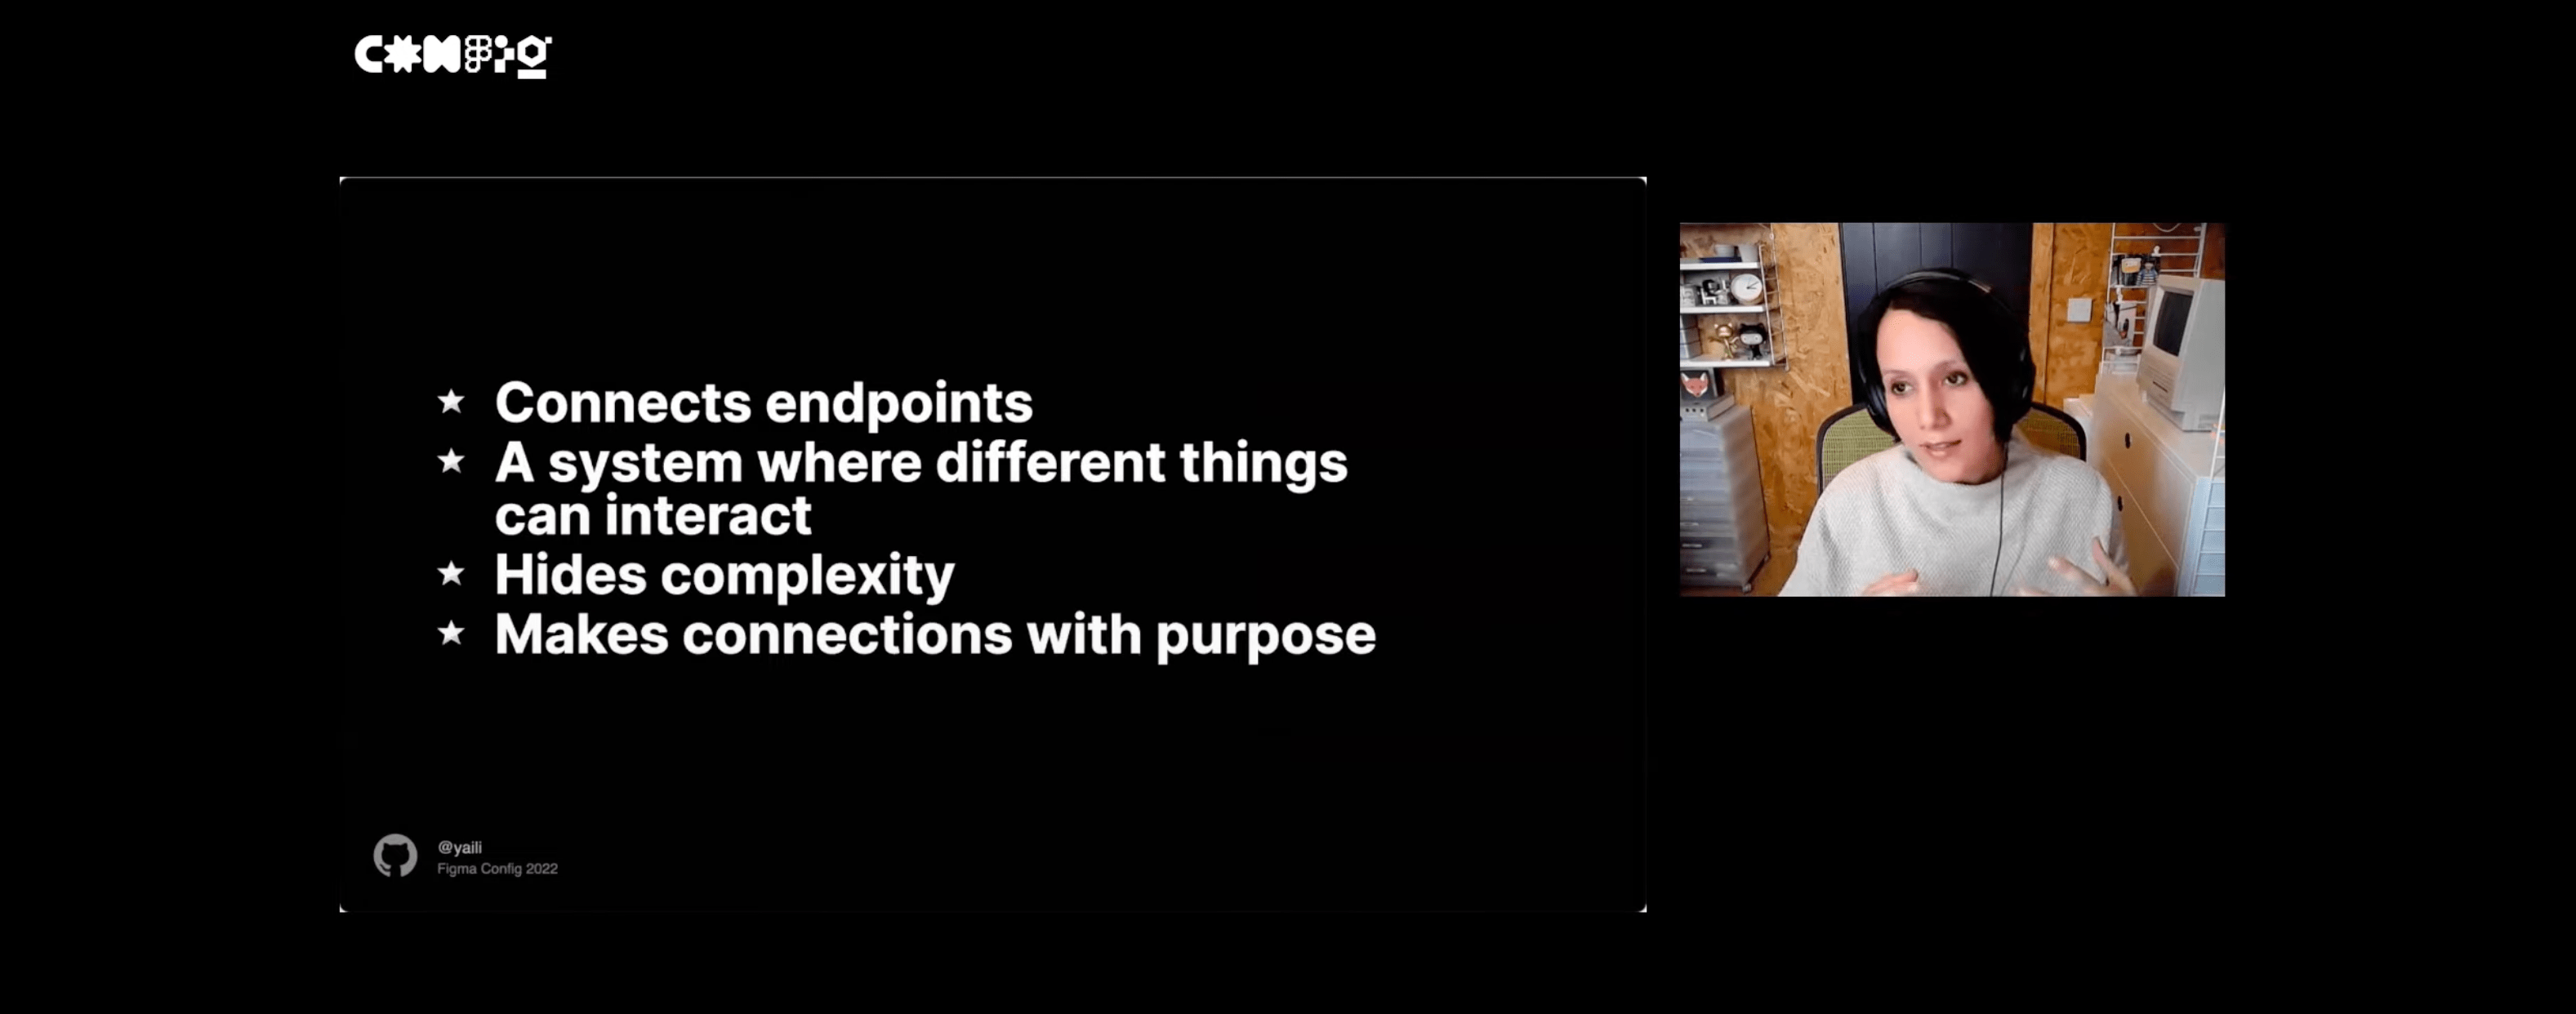 CONFIG
★ Connects endpoints
★ A system where different things
can interact
★ Hides complexity
★ Makes connections with purpose
@yaili
Figma Config 2022